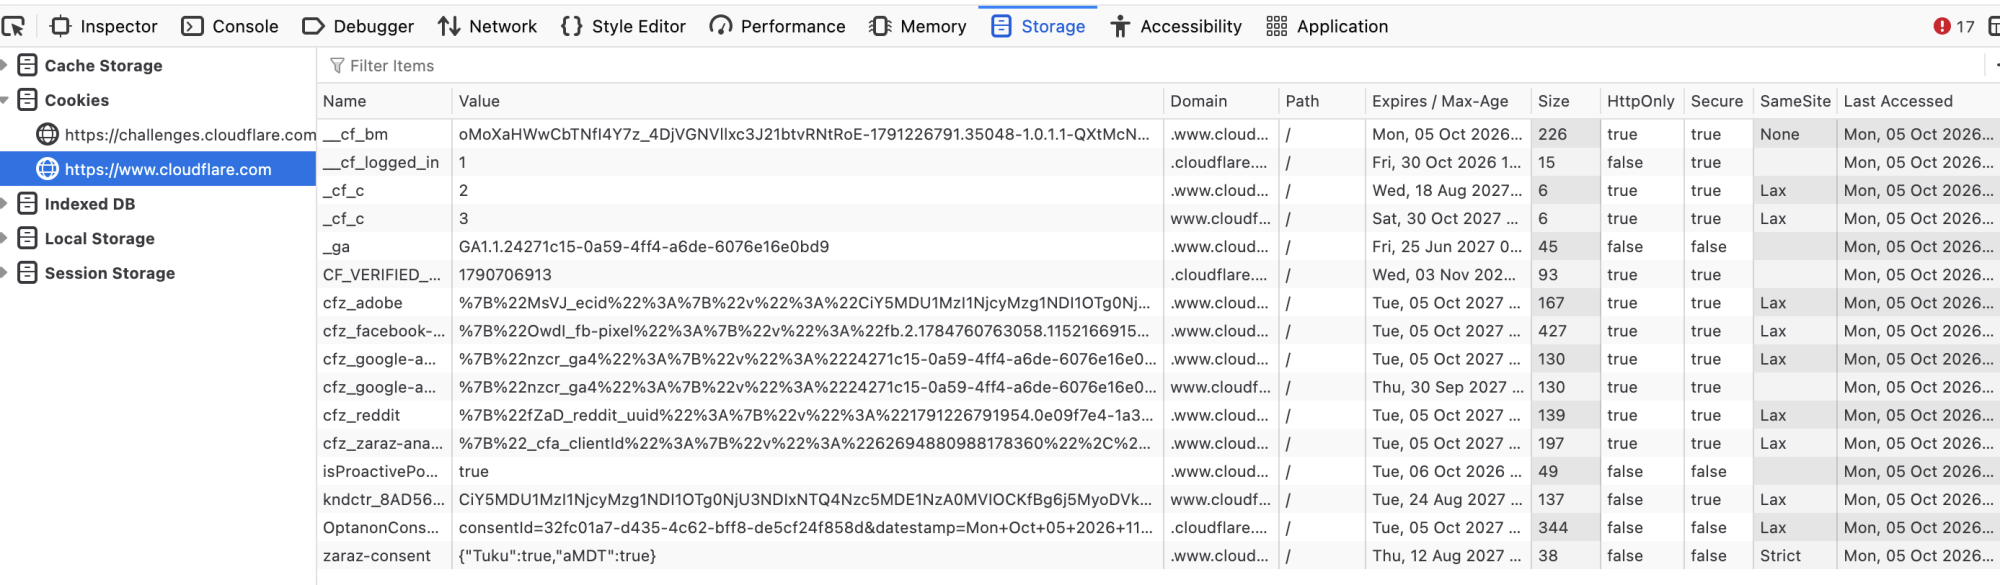 Inspector Console Debugger Network Style Editor Performance Memory Storage Accessibility Application 17
Cache Storage
Cookies
https://challenges.cloudflare.com
https://www.cloudflare.com
Indexed DB
Local Storage
Session Storage
Filter Items
Name Value Domain Path Expires / Max-Age Size HttpOnly Secure SameSite Last Accessed
__cf_bm oMoXaHWwCbTNfI4Y7z_4DjVGNVllxc3J21btvRNtRoE-1791226791.35048-1.0.1.1-QXtMcN... .www.cloud... / Mon, 05 Oct 2026... 226 true true None Mon, 05 Oct 2026...
__cf_logged_in 1 .cloudflare.... / Fri, 30 Oct 2026 1... 15 false true Mon, 05 Oct 2026...
_cf_c 2 .www.cloud... / Wed, 18 Aug 2027... 6 true true Lax Mon, 05 Oct 2026...
_cf_c 3 www.cloudf... / Sat, 30 Oct 2027 ... 6 true true Lax Mon, 05 Oct 2026...
_ga GA1.1.24271c15-0a59-4ff4-a6de-6076e16e0bd9 .www.cloud... / Fri, 25 Jun 2027 0... 45 false false Mon, 05 Oct 2026...
CF_VERIFIED_... 1790706913 .cloudflare.... / Wed, 03 Nov 202... 93 true true Mon, 05 Oct 2026...
cfz_adobe %7B%22MsVJ_ecid%22%3A%7B%22v%22%3A%22CiY5MDU1MzI1NjcyMzg1NDI1OTg0Nj... .www.cloud... / Tue, 05 Oct 2027 ... 167 true true Lax Mon, 05 Oct 2026...
cfz_facebook-... %7B%22Owdl_fb-pixel%22%3A%7B%22v%22%3A%22fb.2.1784760763058.1152166915... .www.cloud... / Tue, 05 Oct 2027 ... 427 true true Lax Mon, 05 Oct 2026...
cfz_google-a... %7B%22nzcr_ga4%22%3A%7B%22v%22%3A%2224271c15-0a59-4ff4-a6de-6076e16e0... .www.cloud... / Tue, 05 Oct 2027 ... 130 true true Lax Mon, 05 Oct 2026...
cfz_google-a... %7B%22nzcr_ga4%22%3A%7B%22v%22%3A%2224271c15-0a59-4ff4-a6de-6076e16e0... www.cloudf... / Thu, 30 Sep 2027 ... 130 true true Mon, 05 Oct 2026...
cfz_reddit %7B%22fZaD_reddit_uuid%22%3A%7B%22v%22%3A%221791226791954.0e09f7e4-1a3... .www.cloud... / Tue, 05 Oct 2027 ... 139 true true Lax Mon, 05 Oct 2026...
cfz_zaraz-ana... %7B%22_cfa_clientId%22%3A%7B%22v%22%3A%226269480988178360%22%2C%2... .www.cloud... / Tue, 05 Oct 2027 ... 197 true true Lax Mon, 05 Oct 2026...
isProactivePo... true .www.cloud... / Tue, 06 Oct 2026 ... 49 false false Mon, 05 Oct 2026...
kndctr_8AD56... CiY5MDU1MzI1NjcyMzg1NDI1OTg0NjU3NDIxNTQ4Nzc5MDE1NzA0MVIOCKfBg6j5MyoDVk... www.cloudf... / Tue, 24 Aug 2027 ... 137 false true Lax Mon, 05 Oct 2026...
OptanonCons... consentId=32fc01a7-d435-4c62-bff8-de5cf24f858d&datestamp=Mon+Oct+05+2026+11... .cloudflare.... / Tue, 05 Oct 2027 ... 344 false false Lax Mon, 05 Oct 2026...
zaraz-consent {"Tuku":true,"aMDT":true} .www.cloud... / Thu, 12 Aug 2027 ... 38 false false Strict Mon, 05 Oct 2026...